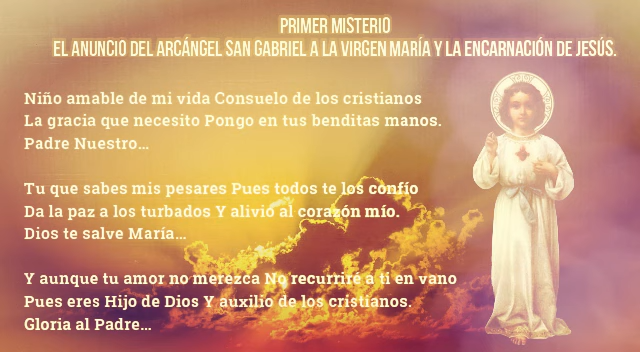 PRIMER MISTERIO
EL ANUNCIO DEL ARCÁNGEL SAN GABRIEL A LA VIRGEN MARÍA Y LA ENCARNACIÓN DE JESÚS.
Niño amable de mi vida Consuelo de los cristianos
La gracia que necesito Pongo en tus benditas manos.
Padre Nuestro...
Tu que sabes mis pesares Pues todos te los confío
Da la paz a los turbados Y alivio al corazón mío.
Dios te salve María...
Y aunque tu amor no merezca No recurriré a ti en vano
Pues eres Hijo de Dios Y auxilio de los cristianos.
Gloria al Padre...